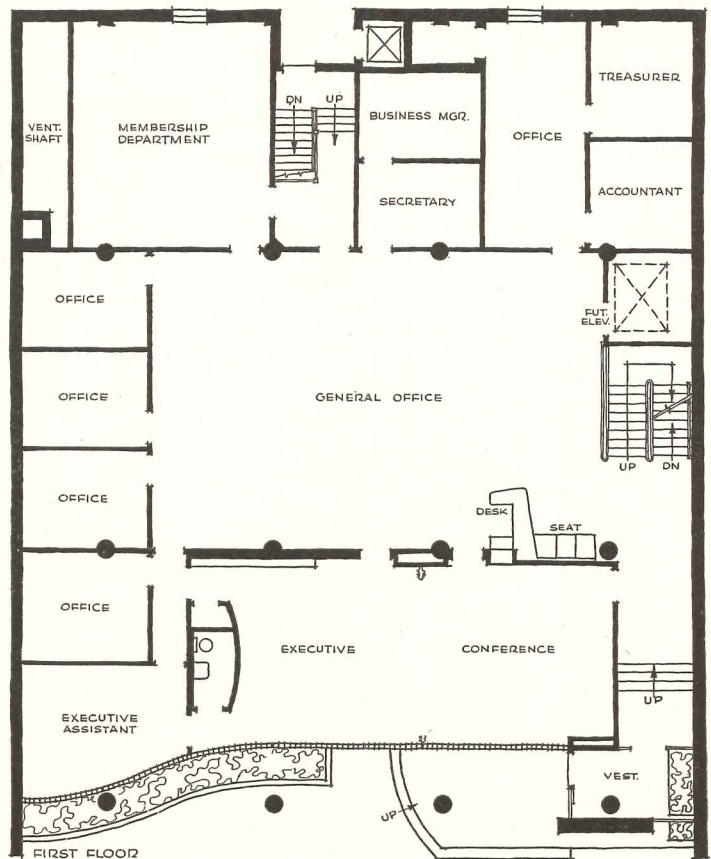 TREASURER
DN
UP
BUSINESS MGR.
VENT.
SHAFT
MEMBERSHIP
DEPARTMENT
OFFICE
ACCOUNTANT
SECRETARY
OFFICE
FUT.
ELEV.
OFFICE
GENERAL OFFICE
UP
DN
OFFICE
DESK
SEAT
OFFICE
EXECUTIVE
CONFERENCE
UP
EXECUTIVE
ASSISTANT
VEST.
UP
FIRST FLOOR